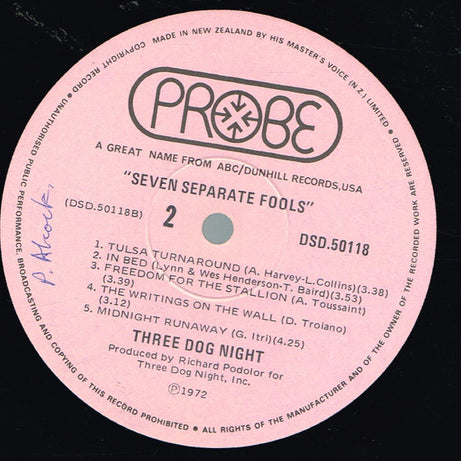 MADE IN NEW ZEALAND BY HIS MASTER'S VOICE (N Z ) LIMITED • UNAUTHORISED PUBLIC PERFORMANCE, BROADCASTING AND COPYING OF THIS RECORD PROHIBITED • ALL RIGHTS OF THE MANUFACTURER AND OF THE OWNER OF THE RECORDED WORK ARE RESERVED •
COPYRIGHT RECORD •
PROBE
A GREAT NAME FROM ABC/DUNHILL RECORDS,USA
"SEVEN SEPARATE FOOLS"
(DSD.50118B)
2
DSD.50118
1. TULSA TURNAROUND (A. Harvey-L.Collins)(3.38)
2. IN BED (Lynn & Wes Henderson-T. Baird)(3.53)
3. FREEDOM FOR THE STALLION (A. Toussaint)
(3.39)
4. THE WRITINGS ON THE WALL (D. Troiano)
(3.12)
5. MIDNIGHT RUNAWAY (G. Itri)(4.25)
THREE DOG NIGHT
Produced by Richard Podolor for
Three Dog Night, Inc.
Ⓟ1972
P. Alcock.